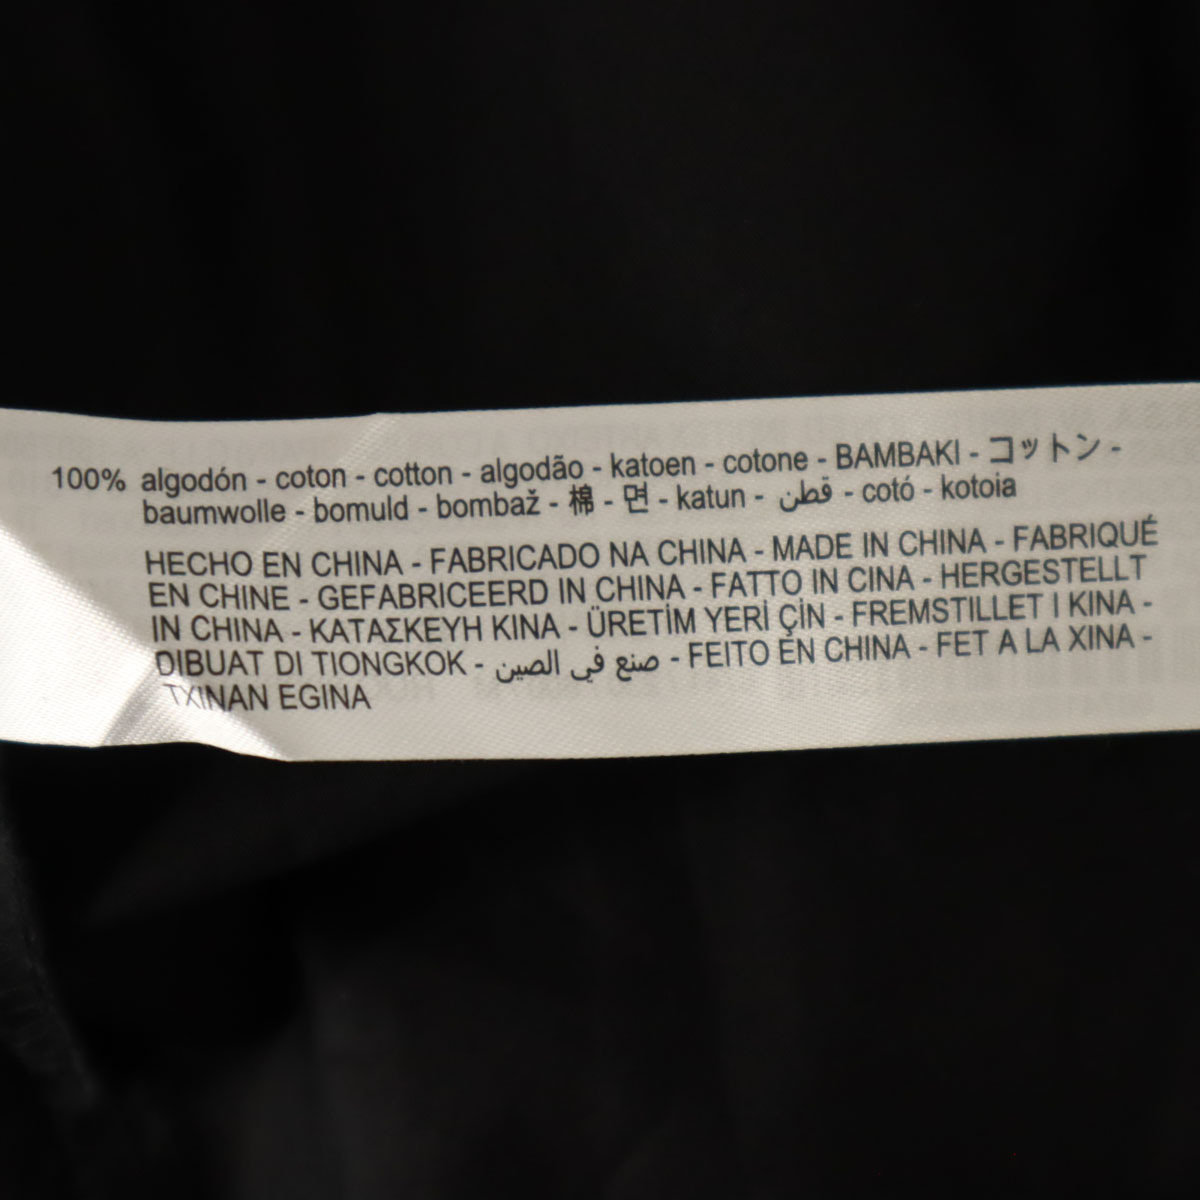 100% algodón - coton - cotton - algodão - katoen - cotone - BAMBAKI - コットン -
baumwolle - bomuld - bombaž - 棉 - 면 - katun - قطن - cotó - kotoia
HECHO EN CHINA - FABRICADO NA CHINA - MADE IN CHINA - FABRIQUÉ
EN CHINE - GEFABRICEERD IN CHINA - FATTO IN CINA - HERGESTELLT
IN CHINA - ΚΑΤΑΣΚΕΥΗ ΚΙΝΑ - ÜRETİM YERİ ÇİN - FREMSTILLET I KINA -
DIBUAT DI TIONGKOK - صنع في الصين - FEITO EN CHINA - FET A LA XINA -
TXINAN EGINA